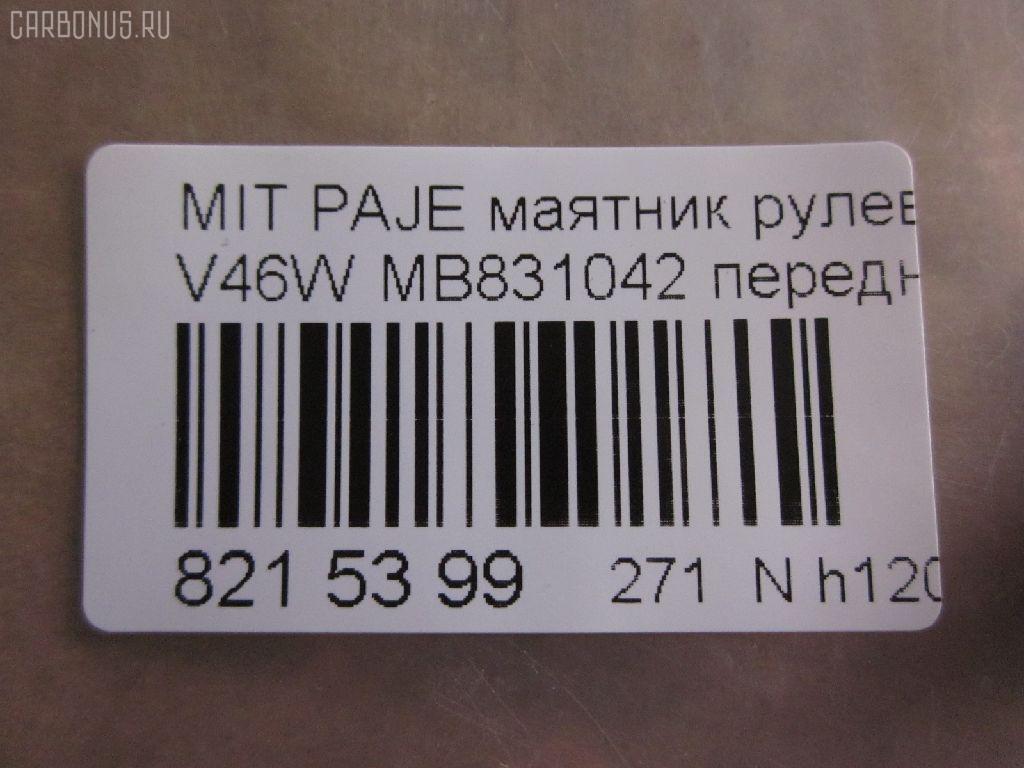 CARBONUS.RU
MIT PAJE маятник рулев
V46W MB831042 передн
821 53 99 271 N h120